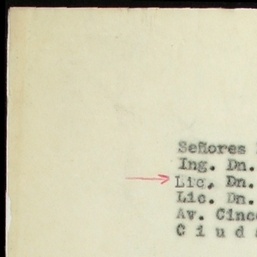 Señores
Ing. Dn.
Lic. Dn.
Lic. Dn.
Av. Cinc
C i u d a